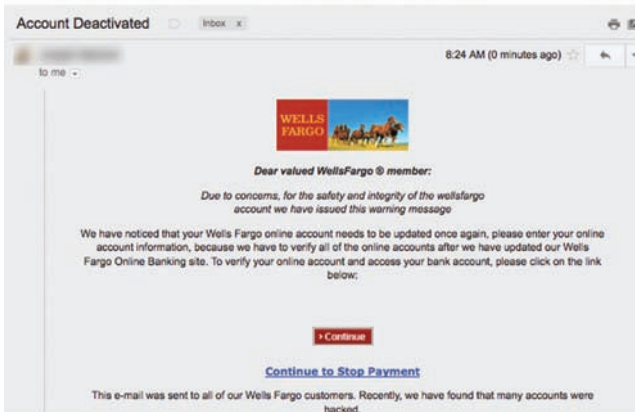 Account Deactivated
Inbox x
8:24 AM (0 minutes ago)
to me
WELLS
FARGO
Dear valued WellsFargo ® member:
Due to concerns, for the safety and integrity of the wellsfargo
account we have issued this warning message
We have noticed that your Wells Fargo online account needs to be updated once again, please enter your online
account information, because we have to verify all of the online accounts after we have updated our Wells
Fargo Online Banking site. To verify your online account and access your bank account, please click on the link
below:
› Continue
Continue to Stop Payment
This e-mail was sent to all of our Wells Fargo customers. Recently, we have found that many accounts were
hacked.